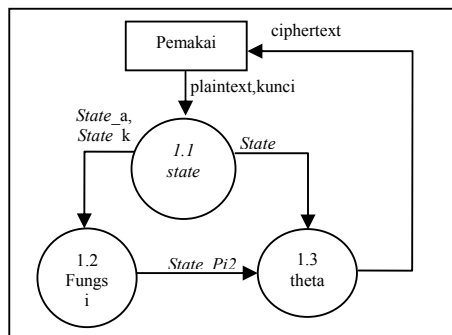 Pemakai
ciphertext
plaintext,kunci
State_a,
State_k
1.1
state
State
1.2
Fungs
i
State_Pi2
1.3
theta